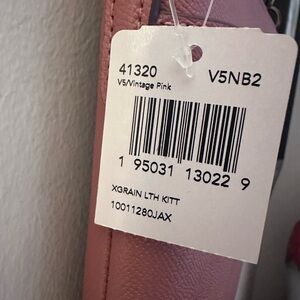 41320 V5NB2
V5/Vintage Pink
1 95031 13022 9
XGRAIN LTH KITT
10011280JAX